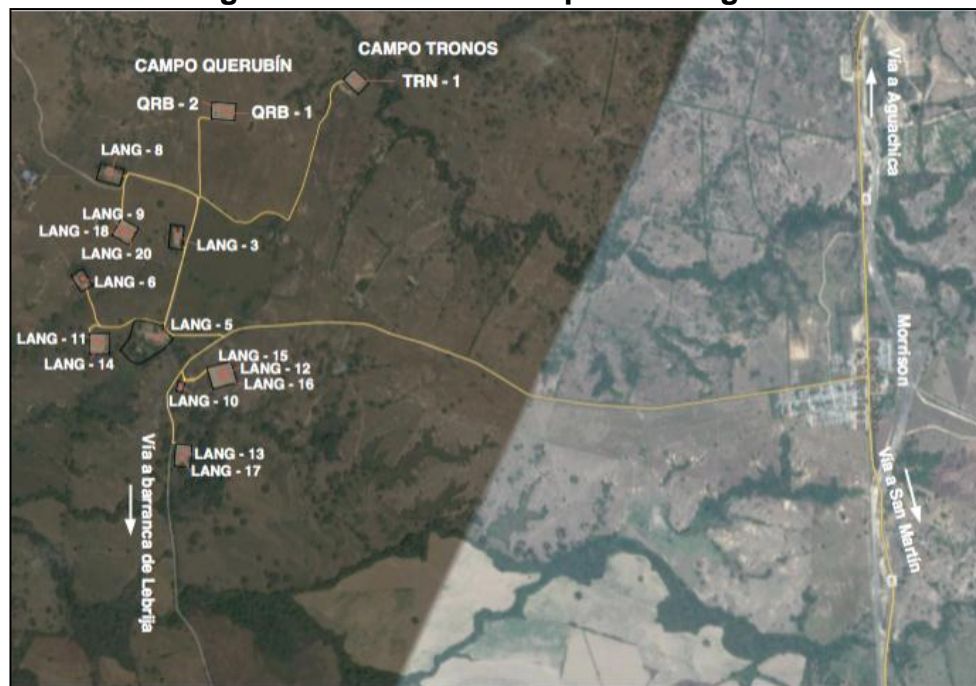 CAMPO TRONOS
CAMPO QUERUBÍN
TRN - 1
QRB - 2
QRB - 1
LANG - 8
LANG - 9
LANG - 18
LANG - 20
LANG - 3
LANG - 6
LANG - 5
LANG - 11
LANG - 14
LANG - 15
LANG - 12
LANG - 16
LANG - 10
LANG - 13
LANG - 17
Vía a barranca de Lebrija
Vía a Aguachica
Morrison
Vía a San Martín